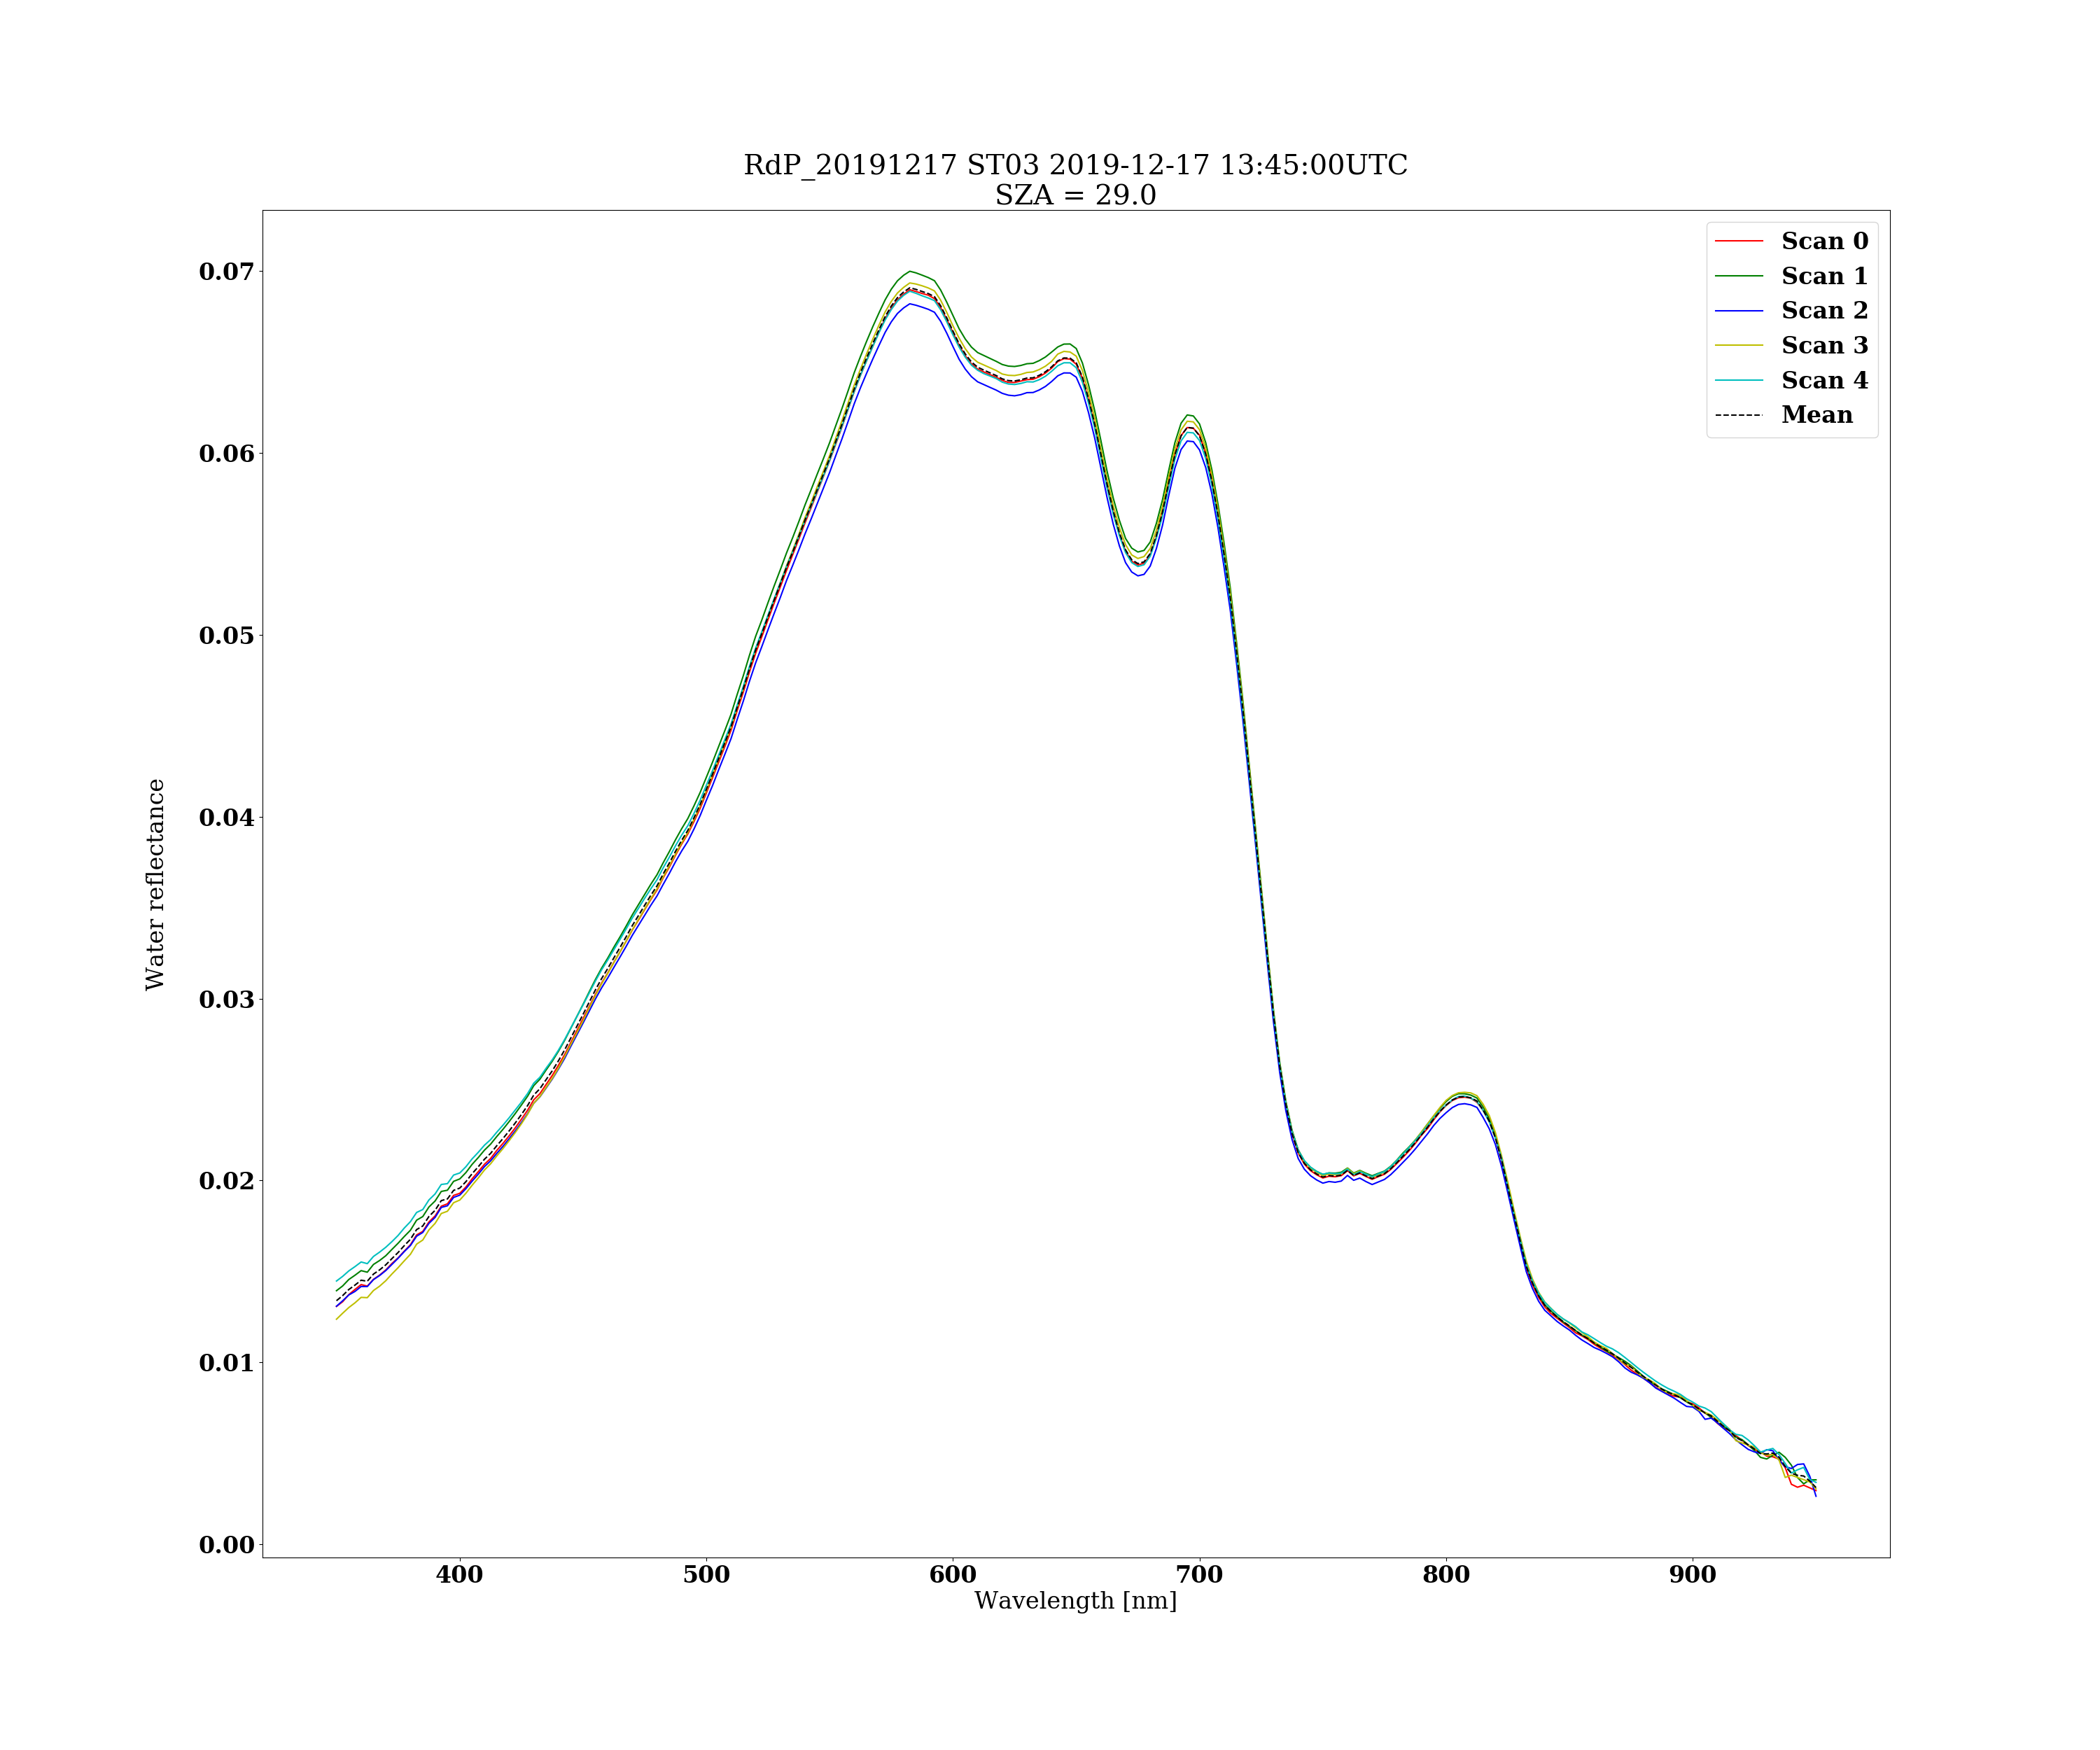 RdP_20191217 ST03 2019-12-17 13:45:00UTC
SZA = 29.0
Scan 0
Scan 1
Scan 2
Scan 3
Scan 4
Mean
0.07
0.06
0.05
0.04
0.03
0.02
0.01
0.00
Water reflectance
400 500 600 700 800 900
Wavelength [nm]